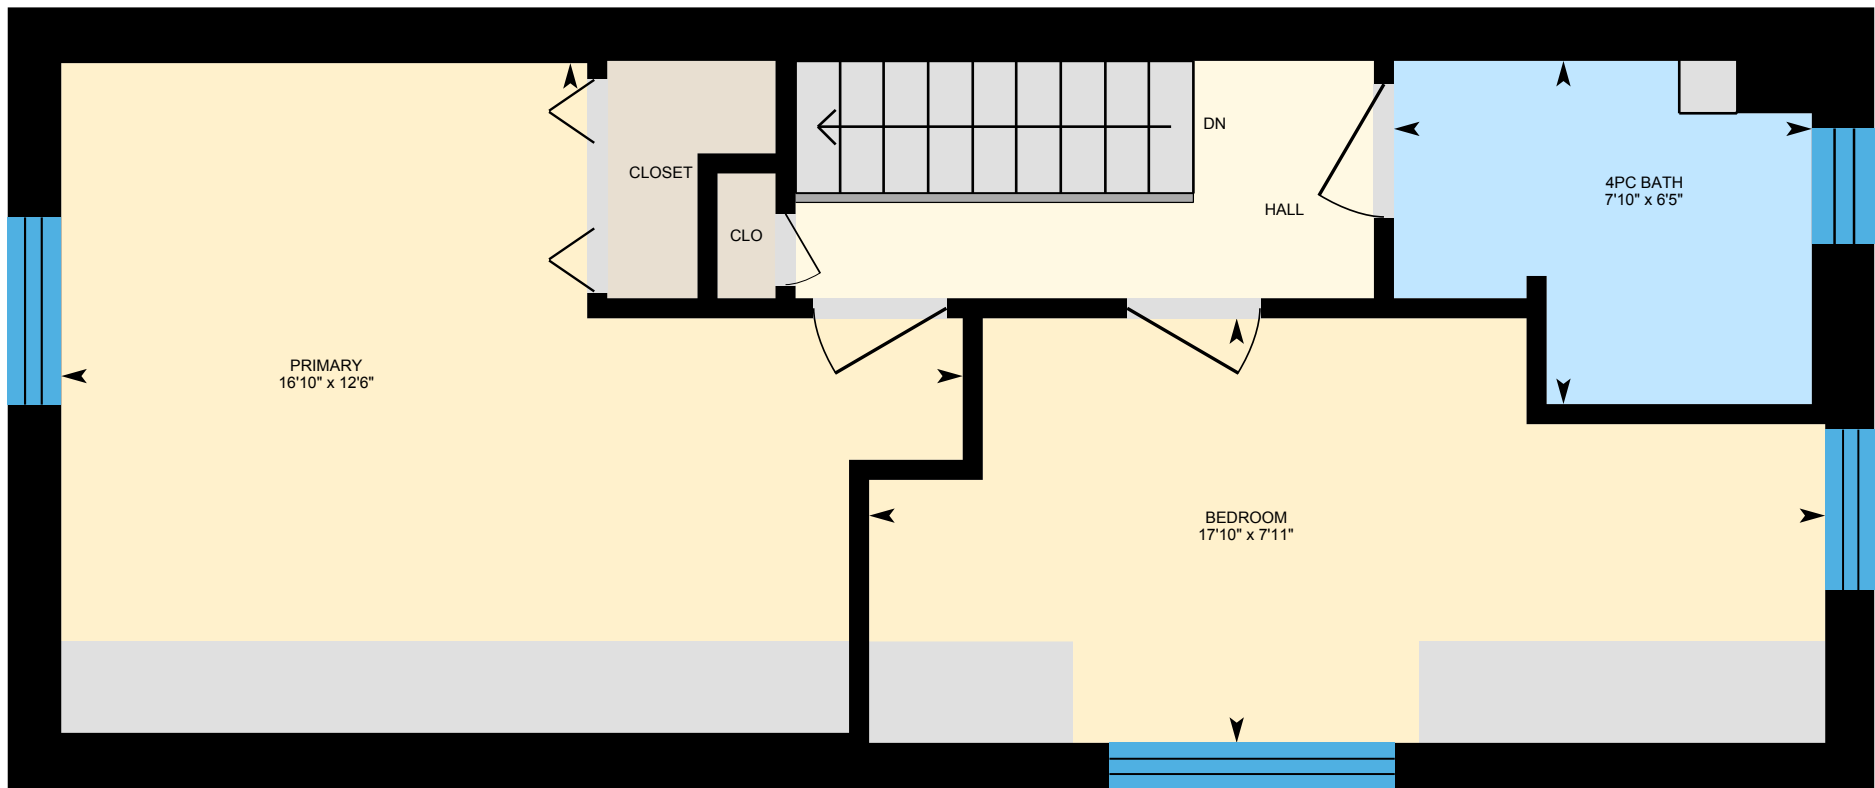 DN
CLOSET
4PC BATH
7'10" x 6'5"
HALL
CLO
PRIMARY
16'10" x 12'6"
BEDROOM
17'10" x 7'11"